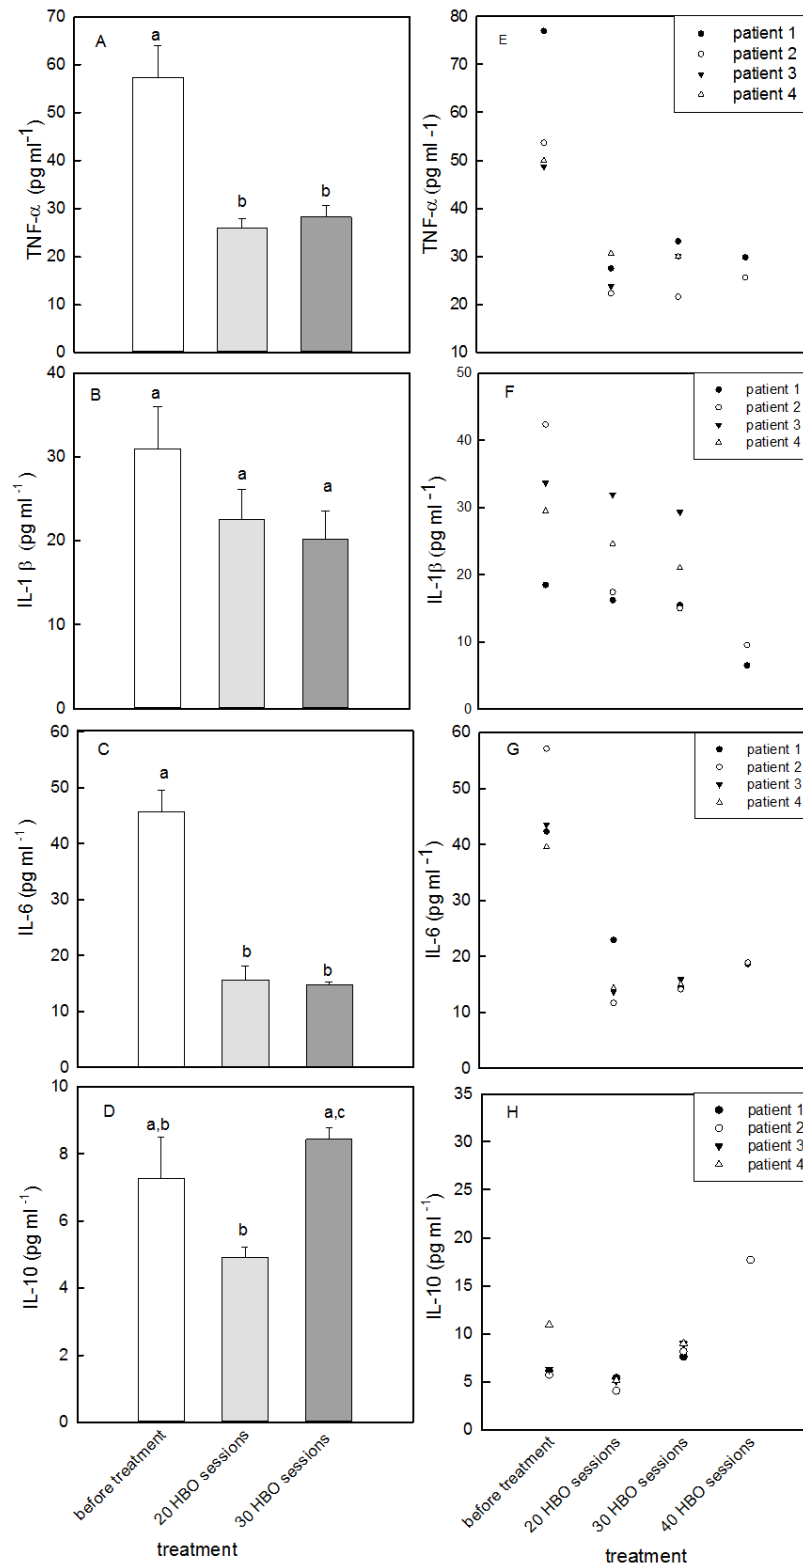 A
TNF-α (pg ml⁻¹)
70
60
50
40
30
20
10
0
a
b
b
E
TNF-α (pg ml -1)
80
70
60
50
40
30
20
10
patient 1
patient 2
patient 3
patient 4
B
IL-1 β (pg ml ⁻¹)
40
30
20
10
0
a
a
a
F
IL-1β (pg ml -1)
50
40
30
20
10
0
patient 1
patient 2
patient 3
patient 4
C
IL-6 (pg ml ⁻¹)
60
50
40
30
20
10
0
a
b
b
G
IL-6 (pg ml⁻¹)
60
50
40
30
20
10
0
patient 1
patient 2
patient 3
patient 4
D
IL-10 (pg ml⁻¹)
10
8
6
4
2
0
a,b
b
a,c
before treatment
20 HBO sessions
30 HBO sessions
treatment
H
IL-10 (pg ml⁻¹)
35
30
25
20
15
10
5
0
patient 1
patient 2
patient 3
patient 4
before treatment
20 HBO sessions
30 HBO sessions
40 HBO sessions
treatment